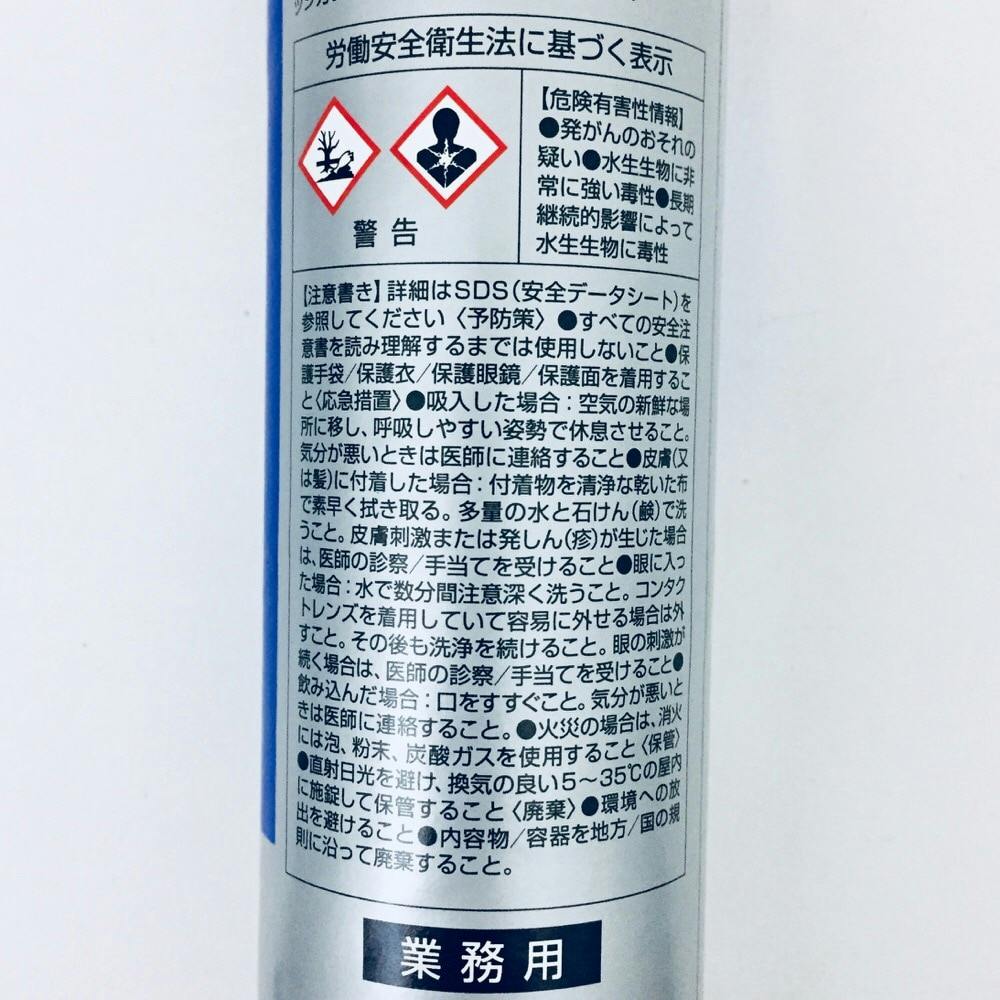 労働安全衛生法に基づく表示
警告
【危険有害性情報】
●発がんのおそれの
疑い●水生生物に非
常に強い毒性●長期
継続的影響によって
水生生物に毒性
【注意書き】詳細はSDS(安全データシート)を
参照してください〈予防策〉●すべての安全注
意書を読み理解するまでは使用しないこと●保
護手袋/保護衣/保護眼鏡/保護面を着用するこ
と〈応急措置〉●吸入した場合:空気の新鮮な場
所に移し、呼吸しやすい姿勢で休息させること。
気分が悪いときは医師に連絡すること●皮膚(又
は髪)に付着した場合:付着物を清浄な乾いた布
で素早く拭き取る。多量の水と石けん(鹸)で洗
うこと。皮膚刺激または発しん(疹)が生じた場合
は、医師の診察/手当てを受けること●眼に入っ
た場合:水で数分間注意深く洗うこと。コンタク
トレンズを着用していて容易に外せる場合は外
すこと。その後も洗浄を続けること。眼の刺激が
続く場合は、医師の診察/手当てを受けること●
飲み込んだ場合:口をすすぐこと。気分が悪いと
きは医師に連絡すること。●火災の場合は、消火
には泡、粉末、炭酸ガスを使用すること〈保管〉
●直射日光を避け、換気の良い5〜35℃の屋内
に施錠して保管すること〈廃棄〉●環境への放
出を避けること●内容物/容器を地方/国の規
則に沿って廃棄すること。
業務用